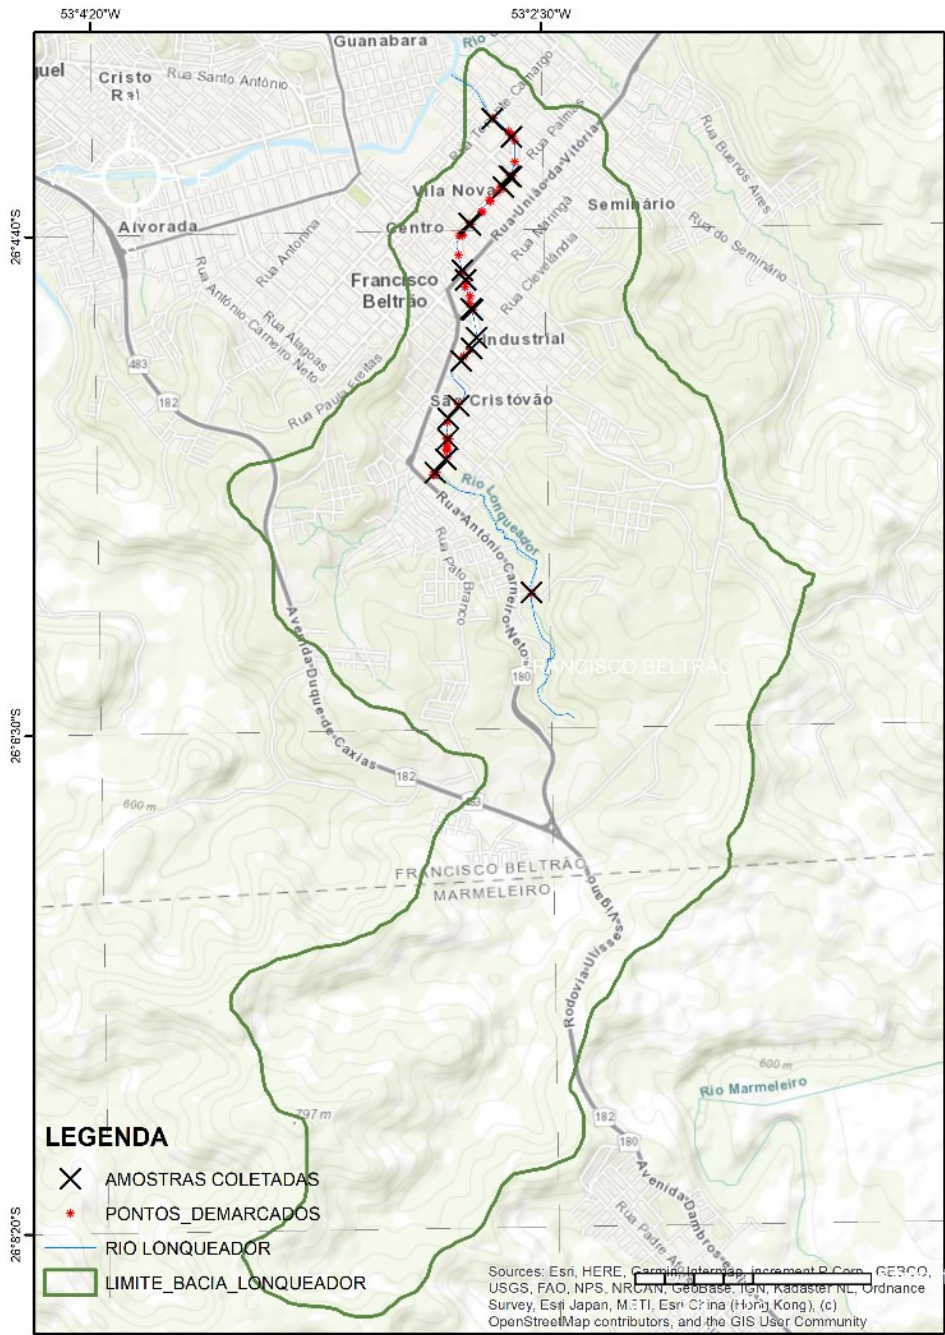 53°4'20"W
53°2'30"W
Guanabara
Cristo
Rei
Rua Santo Antônio
Rua Tenente Camargo
Rua Palmas
Rua União da Vitória
Rua Buenos Aires
Vila Nova
Seminário
Alvorada
Centro
Rua Maringá
Rua do Seminário
26°4'40"S
Rua Antonina
Francisco
Beltrão
Rua Clevelândia
Rua Antônio Carneiro Neto
Rua Alagoas
Industrial
483
182
Rua Paula Freitas
São Cristóvão
Rio Lonqueador
Rua Antônio Carneiro Neto
Rua Pato Branco
Avenida Duque de Caxias
FRANCISCO BELTRÃO
180
26°6'30"S
182
600 m
483
FRANCISCO BELTRÃO
MARMELEIRO
Rodovia Ulisses Viganó
600 m
Rio Marmeleiro
797 m
182
180
Avenida Dambros e
Rua Padre
LEGENDA
AMOSTRAS COLETADAS
PONTOS_DEMARCADOS
RIO LONQUEADOR
LIMITE_BACIA_LONQUEADOR
26°8'20"S
Sources: Esri, HERE, Garmin, Intermap, increment P Corp., GEBCO,
USGS, FAO, NPS, NRCAN, GeoBase, IGN, Kadaster NL, Ordnance
Survey, Esri Japan, METI, Esri China (Hong Kong), (c)
OpenStreetMap contributors, and the GIS User Community